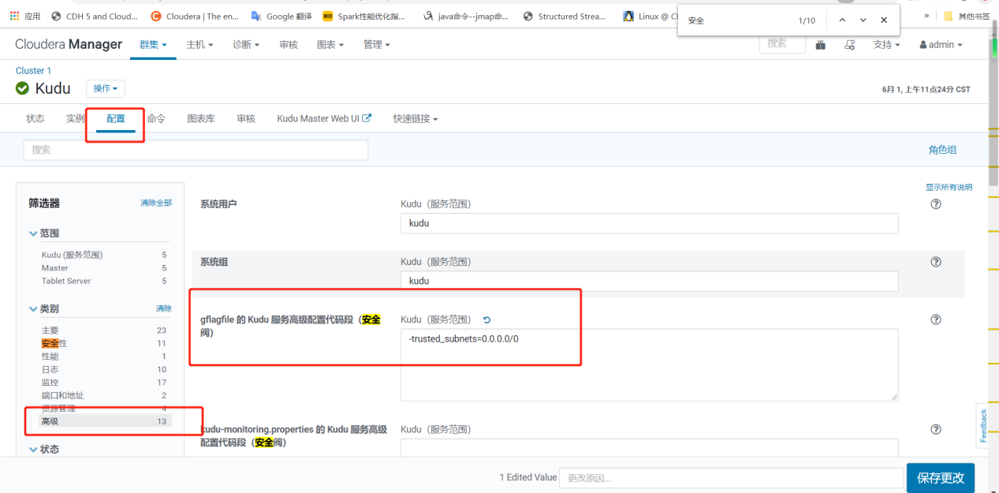 应用 CDH 5 and Cloud... Cloudera | The en... Google 翻译 Spark性能优化指... java命令--jmap命... Structured Strea... Linux @ CI » 其他书签
安全 1/10
Cloudera Manager 群集 主机 诊断 审核 图表 管理 搜索 支持 admin
Cluster 1
Kudu 操作 6月 1, 上午11点24分 CST
状态 实例 配置 命令 图表库 审核 Kudu Master Web UI 快速链接
搜索 角色组
显示所有说明
筛选器 清除全部
范围
Kudu (服务范围) 5
Master 5
Tablet Server 5
类别 清除
主要 23
安全性 11
性能 1
日志 10
监控 17
端口和地址 2
资源管理 4
高级 13
状态
系统用户 Kudu（服务范围）
kudu
系统组 Kudu（服务范围）
kudu
gflagfile 的 Kudu 服务高级配置代码段（安全 Kudu（服务范围）
阀）
-trusted_subnets=0.0.0.0/0
kudu-monitoring.properties 的 Kudu 服务高级 Kudu（服务范围）
配置代码段（安全阀）
Feedback
1 Edited Value 更改原因... 保存更改